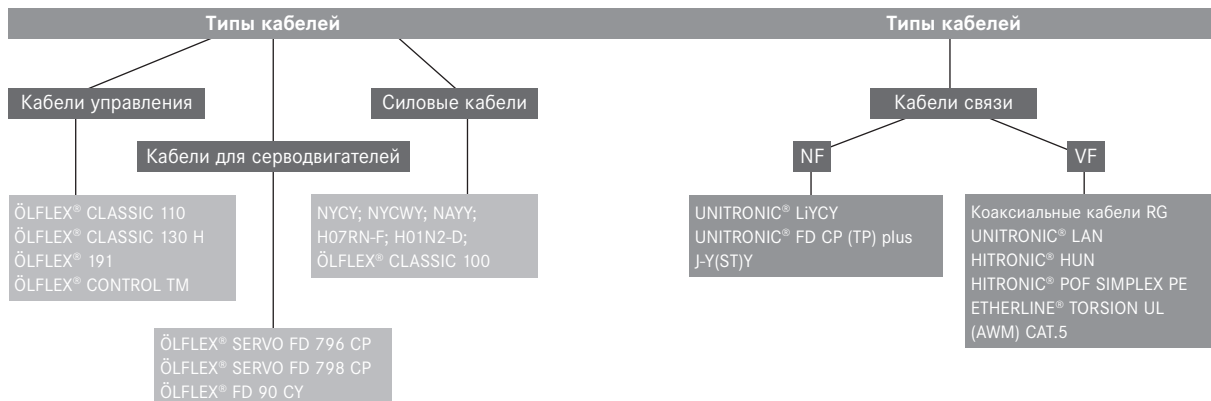 Типы кабелей
Кабели управления
Силовые кабели
Кабели для серводвигателей
ÖLFLEX® CLASSIC 110
ÖLFLEX® CLASSIC 130 H
ÖLFLEX® 191
ÖLFLEX® CONTROL TM
NYCY; NYCWY; NAYY;
H07RN-F; H01N2-D;
ÖLFLEX® CLASSIC 100
ÖLFLEX® SERVO FD 796 CP
ÖLFLEX® SERVO FD 798 CP
ÖLFLEX® FD 90 CY
Типы кабелей
Кабели связи
NF
VF
UNITRONIC® LiYCY
UNITRONIC® FD CP (TP) plus
J-Y(ST)Y
Коаксиальные кабели RG
UNITRONIC® LAN
HITRONIC® HUN
HITRONIC® POF SIMPLEX PE
ETHERLINE® TORSION UL
(AWM) CAT.5